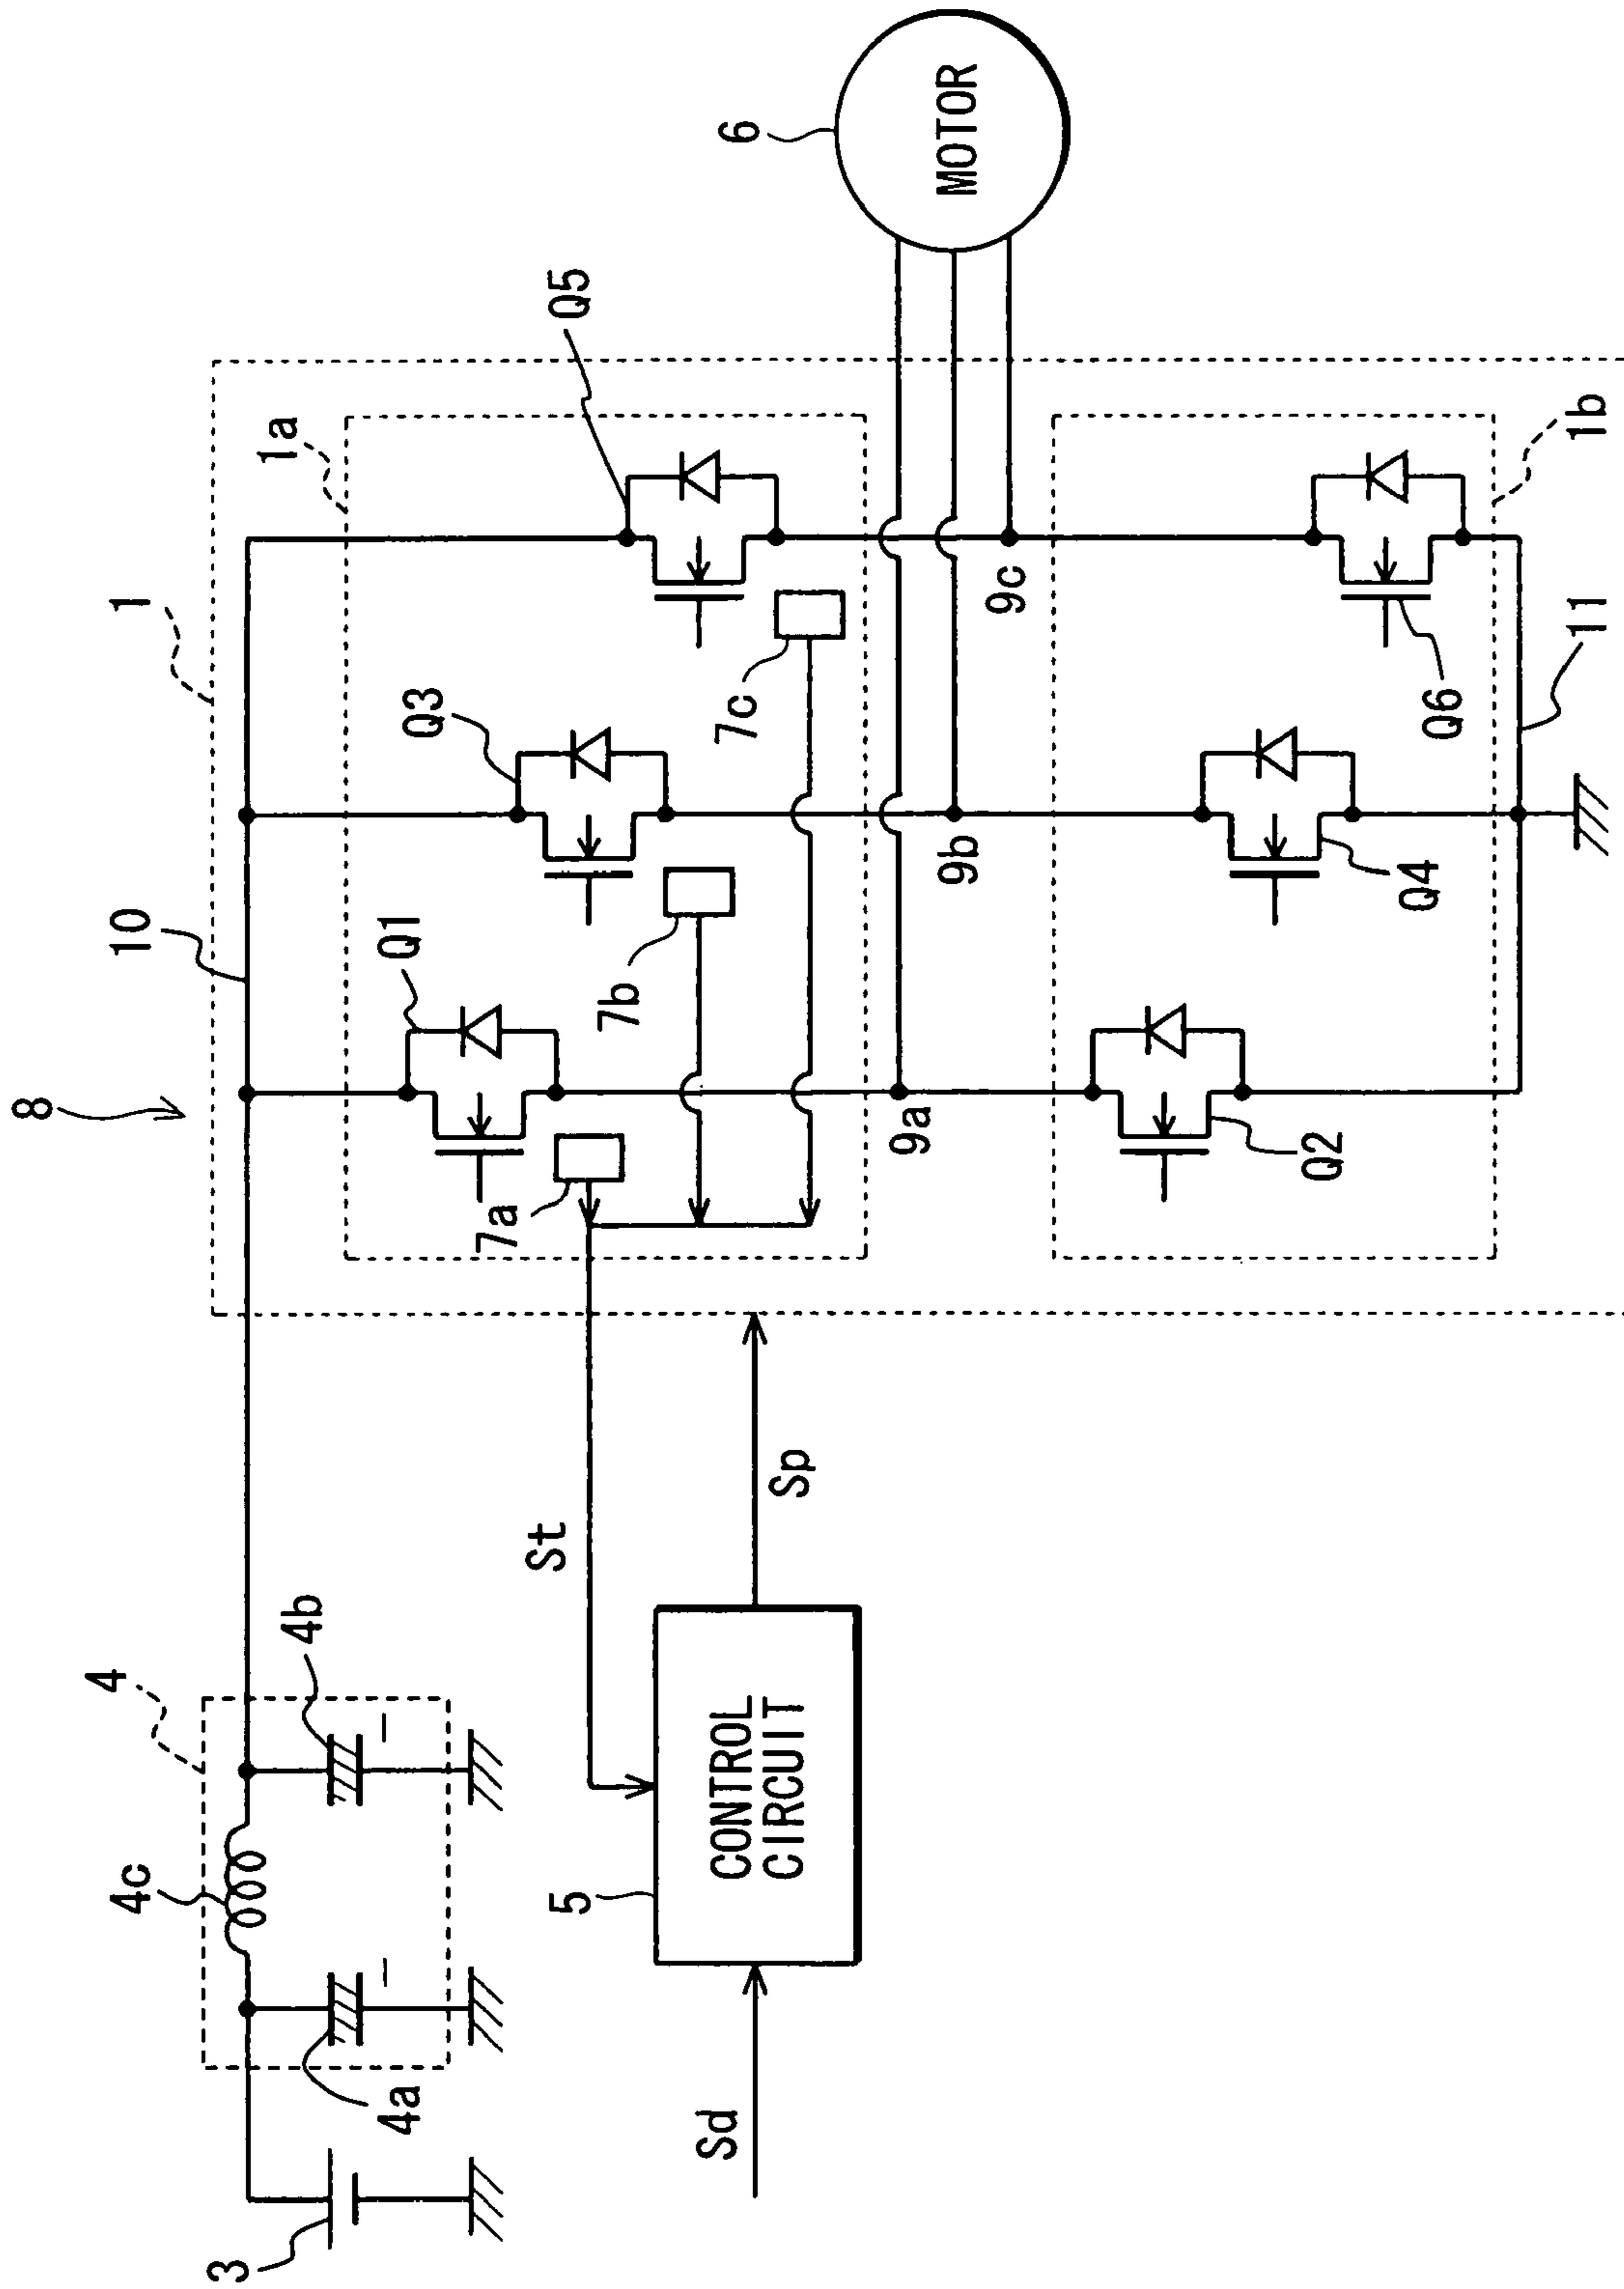 8
10
1
1a
Q1
Q3
Q5
7a
7b
7c
6
MOTOR
9a
9b
9c
Q2
Q4
Q6
11
1b
4
4c
4b
4a
3
St
5
CONTROL
CIRCUIT
Sp
Sd